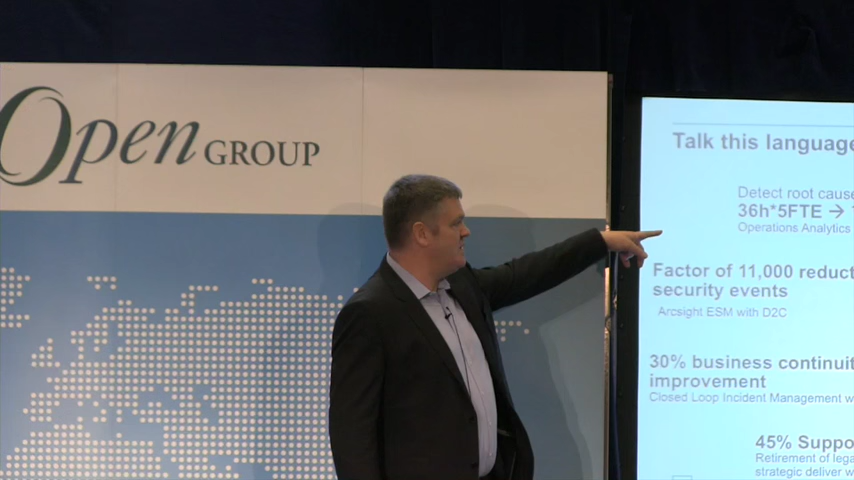 Open GROUP
Talk this language
Detect root cause
36h*5FTE →
Operations Analytics
Factor of 11,000 reduct
security events
Arcsight ESM with D2C
30% business continuit
improvement
Closed Loop Incident Management w
45% Suppo
Retirement of lega
strategic deliver w